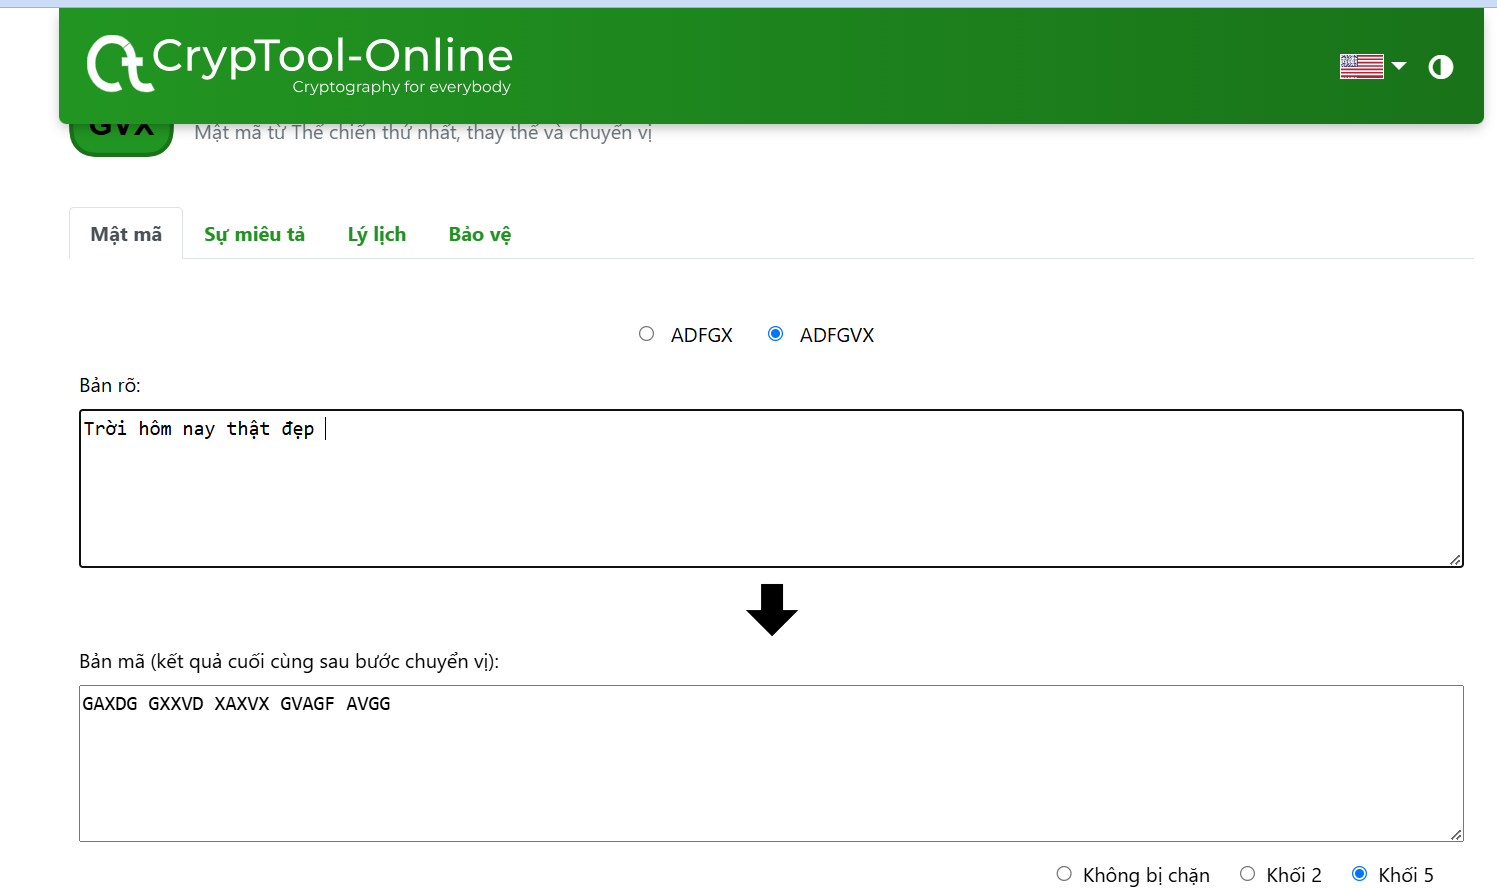 CrypTool-Online
Cryptography for everybody
GVX
Mật mã từ Thế chiến thứ nhất, thay thế và chuyển vị
Mật mã Sự miêu tả Lý lịch Bảo vệ
ADFGX ADFGVX
Bản rõ:
Trời hôm nay thật đẹp
Bản mã (kết quả cuối cùng sau bước chuyển vị):
GAXDG GXXVD XAXVX GVAGF AVGG
Không bị chặn Khối 2 Khối 5